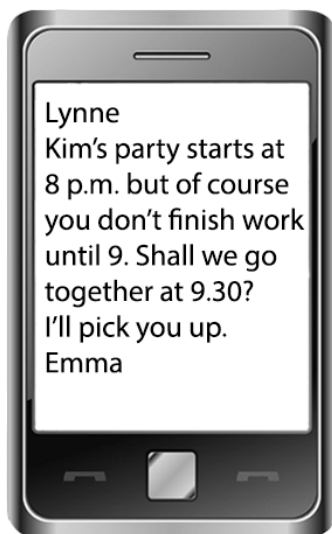 Lynne
Kim's party starts at
8 p.m. but of course
you don't finish work
until 9. Shall we go
together at 9.30?
I'll pick you up.
Emma